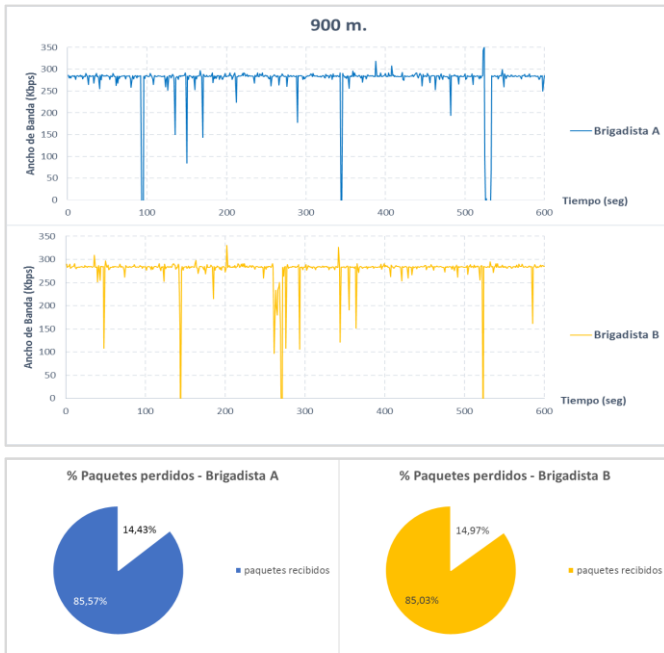 900 m.
Ancho de Banda (Kbps)
350
300
250
200
150
100
50
0
0 100 200 300 400 500 600
Tiempo (seg)
Brigadista A
Ancho de Banda (Kbps)
350
300
250
200
150
100
50
0
0 100 200 300 400 500 600
Tiempo (seg)
Brigadista B
% Paquetes perdidos - Brigadista A
14,43%
85,57%
paquetes recibidos
% Paquetes perdidos - Brigadista B
14,97%
85,03%
paquetes recibidos